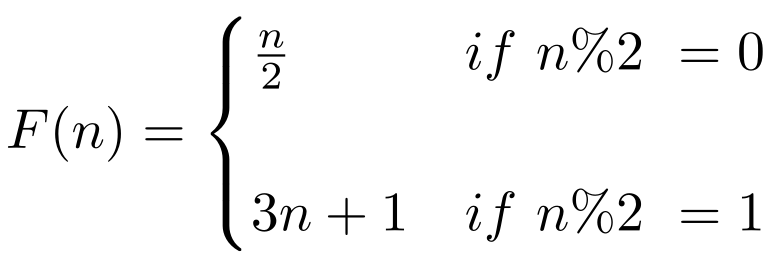 n/2 if n%2 = 0
F(n) =
3n + 1 if n%2 = 1